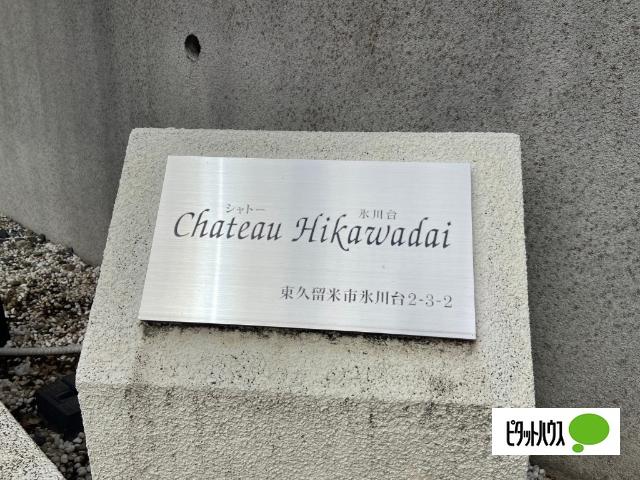 シャトー 氷川台
Chateau Hikawadai
東久留米市氷川台2-3-2
ピタットハウス